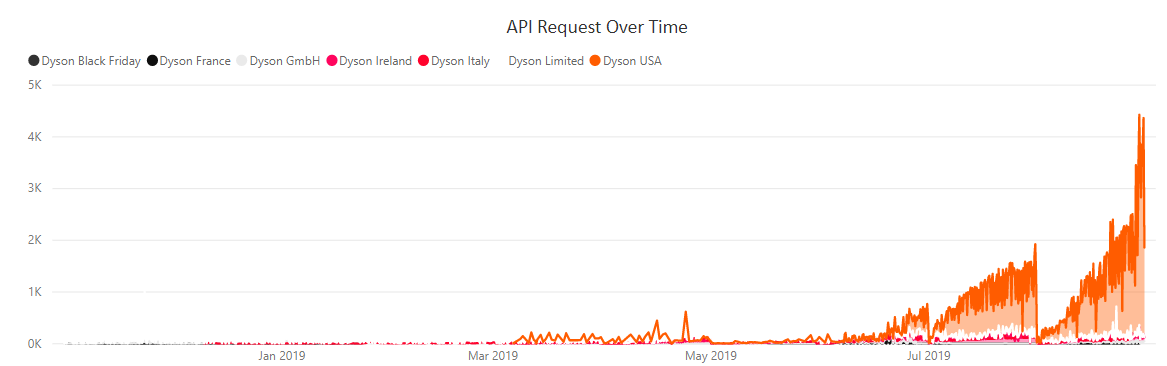 API Request Over Time
Dyson Black Friday Dyson France Dyson GmbH Dyson Ireland Dyson Italy Dyson Limited Dyson USA
5K
4K
3K
2K
1K
0K
Jan 2019 Mar 2019 May 2019 Jul 2019